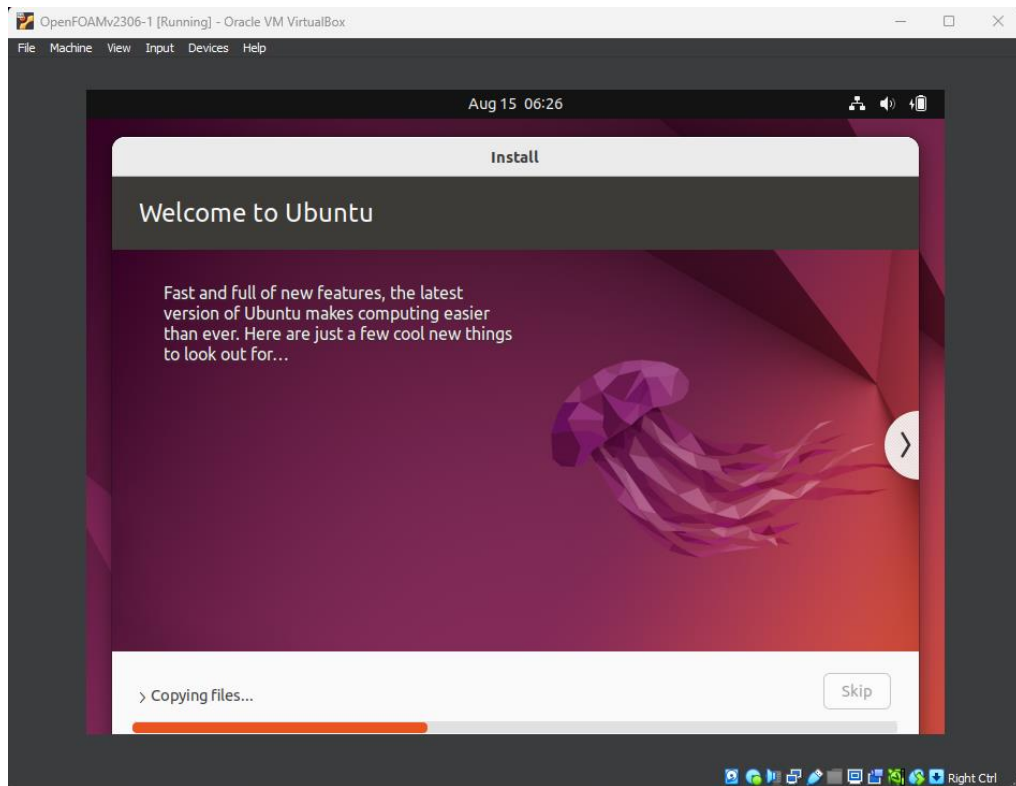 OpenFOAMv2306-1 [Running] - Oracle VM VirtualBox
File Machine View Input Devices Help
Aug 15 06:26
Install
Welcome to Ubuntu
Fast and full of new features, the latest
version of Ubuntu makes computing easier
than ever. Here are just a few cool new things
to look out for...
Copying files...
Skip
Right Ctrl